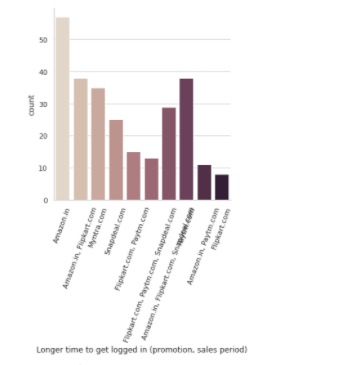 50
40
30
20
10
0
count
Amazon.in
Amazon.in, Flipkart.com
Myntra.com
Snapdeal.com
Flipkart.com, Paytm.com
Flipkart.com, Paytm.com, Snapdeal.com
Amazon.in, Flipkart.com, Snapdeal.com
Amazon.in, Paytm.com
Flipkart.com
Longer time to get logged in (promotion, sales period)